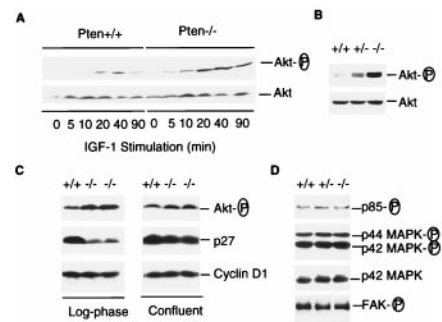 A
Pten+/+ Pten-/-
Akt-P
Akt
0 5 10 20 40 90 0 5 10 20 40 90
IGF-1 Stimulation (min)
B
+/+ +/- -/-
Akt-P
Akt
C
+/+ -/- -/- +/+ -/- -/-
Akt-P
p27
Cyclin D1
Log-phase Confluent
D
+/+ +/- -/-
p85-P
p44 MAPK-P
p42 MAPK-P
p42 MAPK
FAK-P